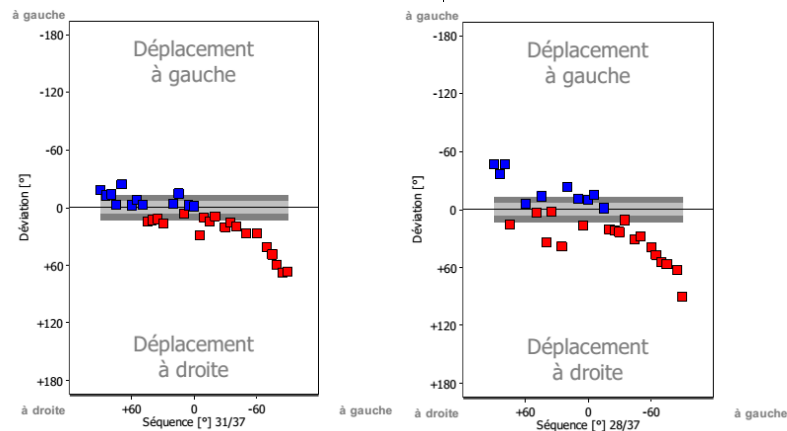 à gauche
-180
-120
-60
0
+60
+120
+180
Déviation [°]
Déplacement
à gauche
Déplacement
à droite
à droite
+60
0
-60
à gauche
Séquence [°] 31/37
à gauche
-180
-120
-60
0
+60
+120
+180
Déviation [°]
Déplacement
à gauche
Déplacement
à droite
à droite
+60
0
-60
à gauche
Séquence [°] 28/37